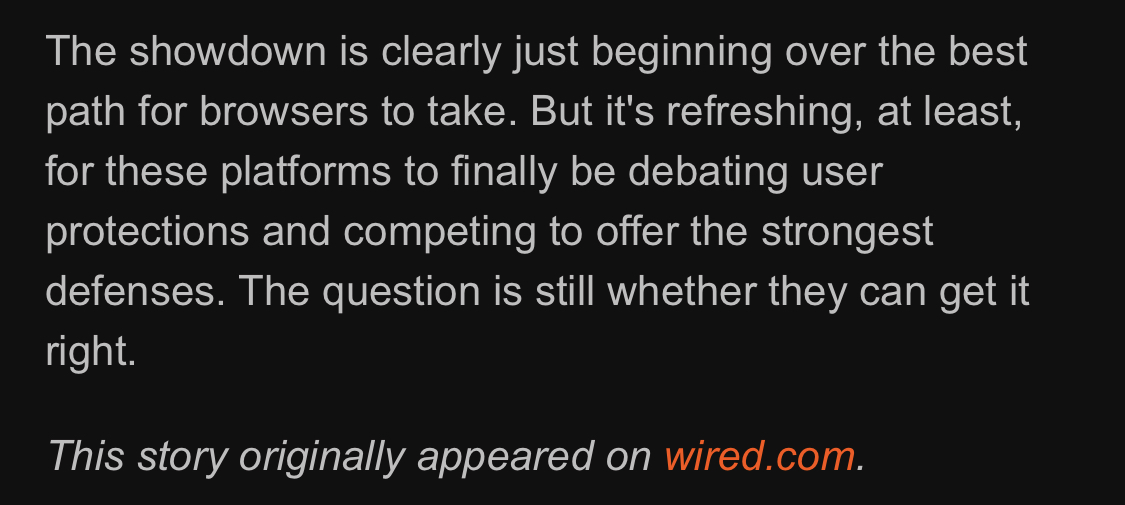 The showdown is clearly just beginning over the best
path for browsers to take. But it's refreshing, at least,
for these platforms to finally be debating user
protections and competing to offer the strongest
defenses. The question is still whether they can get it
right.
This story originally appeared on wired.com.